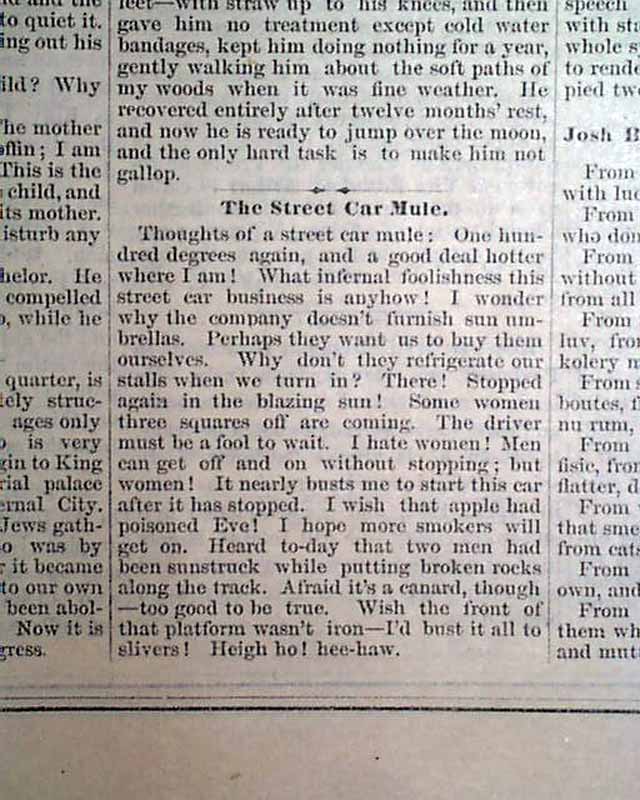 and the
to quiet it.
ing out his
ild? Why
The mother
offin; I am
This is the
child, and
its mother.
isturb any
helor. He
compelled
o, while he
quarter, is
tely struc-
ages only
o is very
gin to King
rial palace
ernal City.
Jews gath-
o was by
r it became
to our own
been abol-
Now it is
gress.
feet—with straw up to his knees, and then
gave him no treatment except cold water
bandages, kept him doing nothing for a year,
gently walking him about the soft paths of
my woods when it was fine weather. He
recovered entirely after twelve months' rest,
and now he is ready to jump over the moon,
and the only hard task is to make him not
gallop.
The Street Car Mule.
Thoughts of a street car mule: One hun-
dred degrees again, and a good deal hotter
where I am! What infernal foolishness this
street car business is anyhow! I wonder
why the company doesn't furnish sun um-
brellas. Perhaps they want us to buy them
ourselves. Why don't they refrigerate our
stalls when we turn in? There! Stopped
again in the blazing sun! Some women
three squares off are coming. The driver
must be a fool to wait. I hate women! Men
can get off and on without stopping; but
women! It nearly busts me to start this car
after it has stopped. I wish that apple had
poisoned Eve! I hope more smokers will
get on. Heard to-day that two men had
been sunstruck while putting broken rocks
along the track. Afraid it's a canard, though
—too good to be true. Wish the front of
that platform wasn't iron—I'd bust it all to
slivers! Heigh ho! hee-haw.
speech
with sta
whole s
to rende
pied two
Josh B
From
with luc
From
who don
From
without
from all
From
luv, from
kolery m
From
boutes, f
nu rum,
From
fisic, from
flatter, d
From
that sme
from cats
From
own, and
From
them wh
and mutt